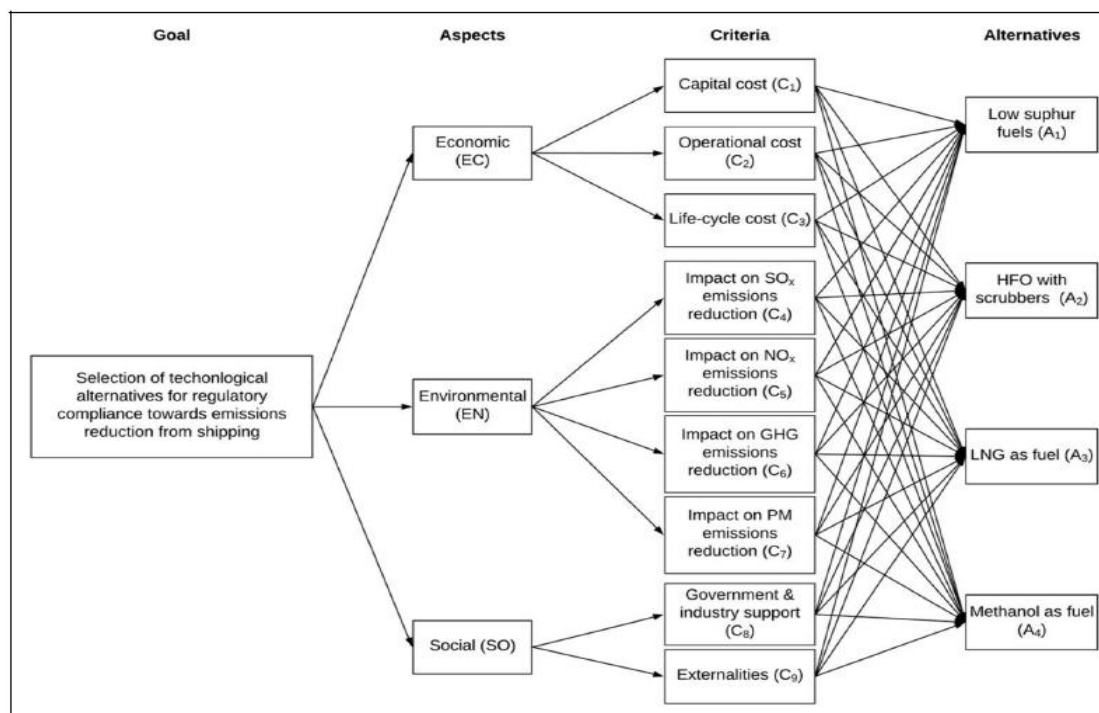 Goal
Aspects
Criteria
Alternatives
Selection of techonlogical
alternatives for regulatory
compliance towards emissions
reduction from shipping
Economic
(EC)
Environmental
(EN)
Social (SO)
Capital cost (C₁)
Operational cost
(C₂)
Life-cycle cost (C₃)
Impact on SOₓ
emissions
reduction (C₄)
Impact on NOₓ
emissions
reduction (C₅)
Impact on GHG
emissions
reduction (C₆)
Impact on PM
emissions
reduction (C₇)
Government &
industry support
(C₈)
Externalities (C₉)
Low suphur
fuels (A₁)
HFO with
scrubbers (A₂)
LNG as fuel (A₃)
Methanol as fuel
(A₄)